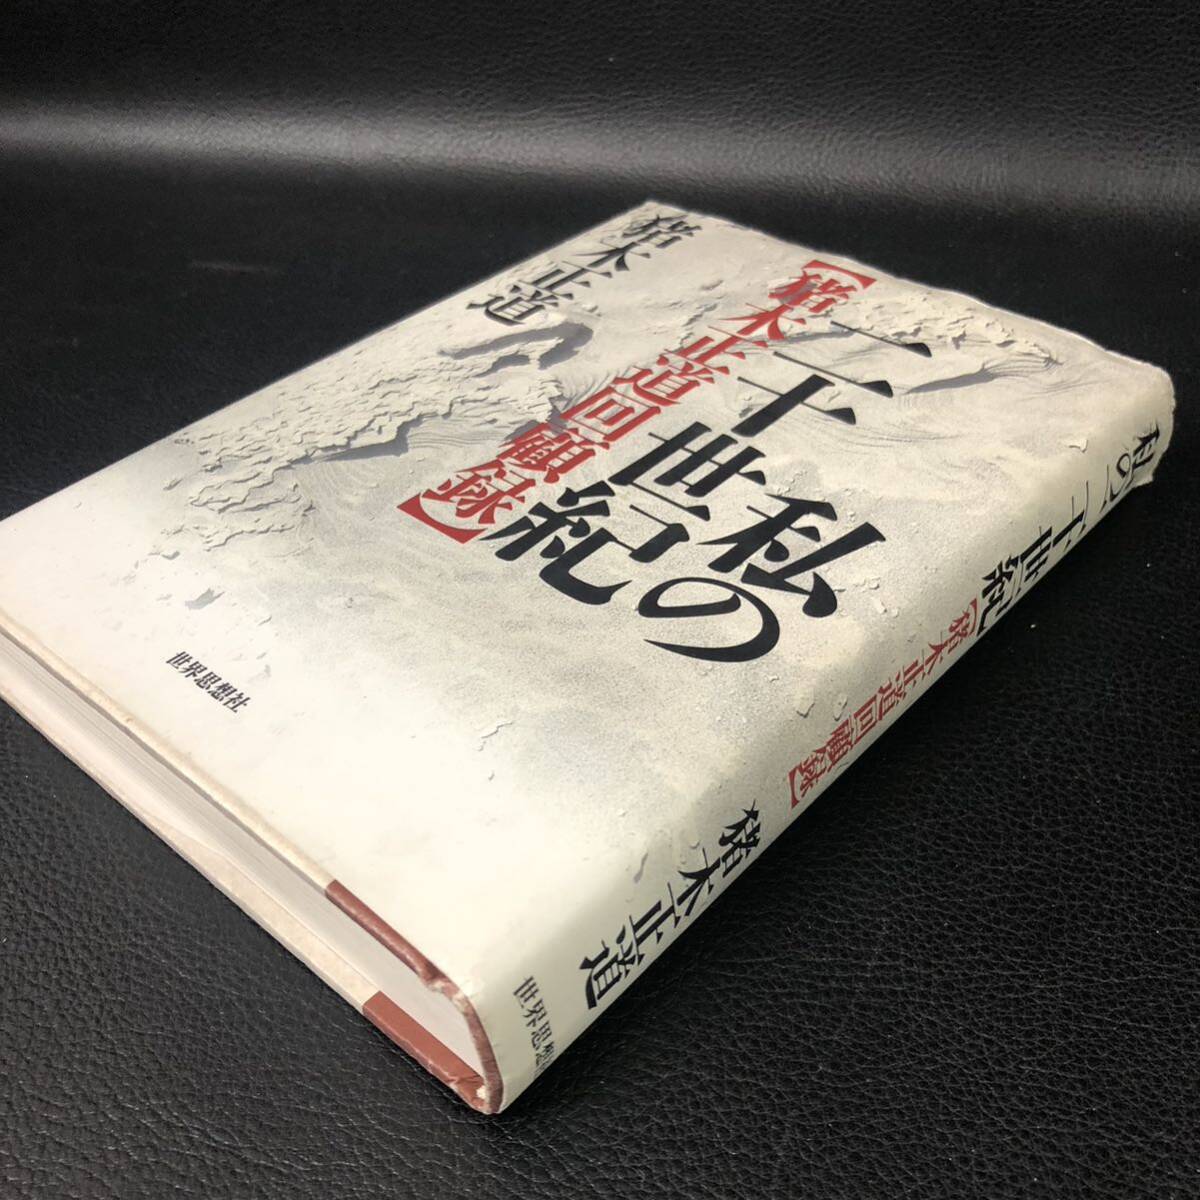 私の
二十世紀
【猪木正道回顧録】
猪木正道
世界思想社
私の二十世紀【猪木正道回顧録】
猪木正道
世界思想